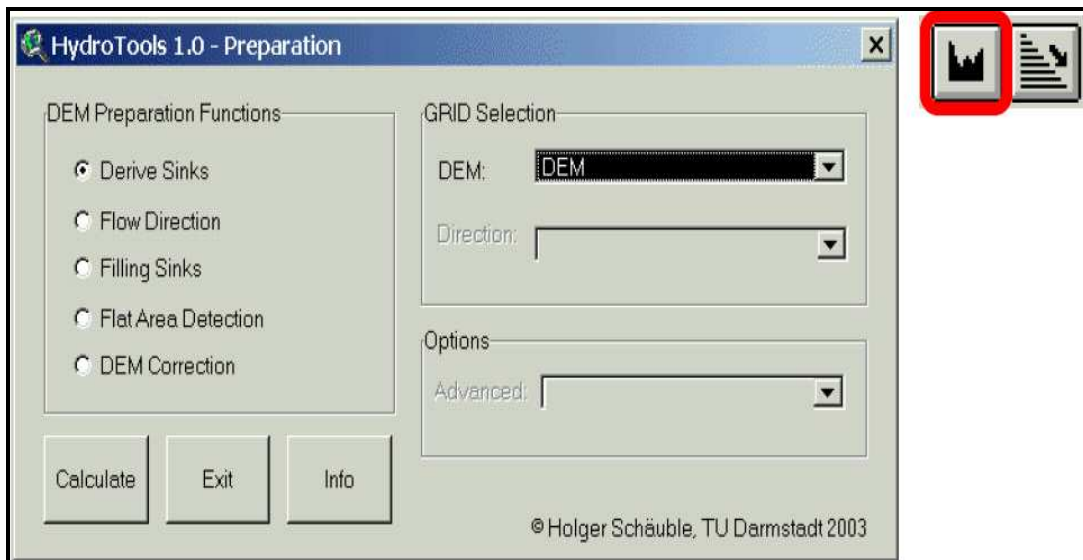 HydroTools 1.0 - Preparation
DEM Preparation Functions
Derive Sinks
Flow Direction
Filling Sinks
Flat Area Detection
DEM Correction
GRID Selection
DEM: DEM
Direction:
Options
Advanced:
Calculate Exit Info
© Holger Schäuble, TU Darmstadt 2003